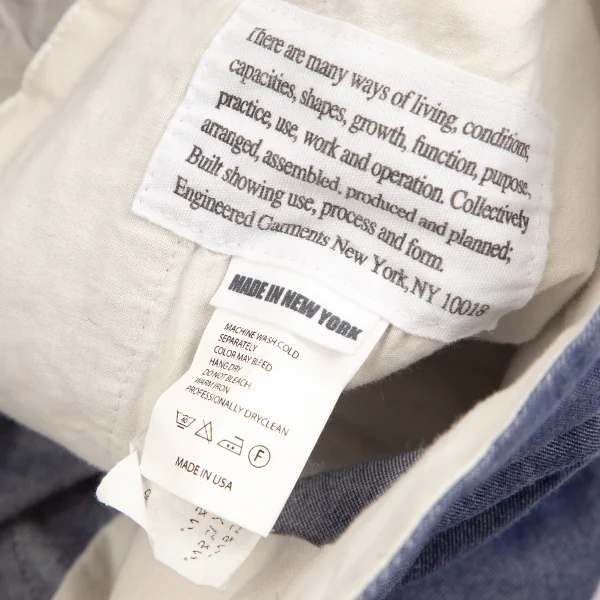 There are many ways of living, conditions,
capacities, shapes, growth, function, purpose,
practice, use, work and operation. Collectively
arranged, assembled, produced and planned;
Built showing use, process and form.
Engineered Garments New York, NY 10018
MADE IN NEW YORK
MACHINE WASH COLD
SEPARATELY
COLOR MAY BLEED
HANG DRY
DO NOT BLEACH
WARM IRON
PROFESSIONALLY DRYCLEAN
40 F
MADE IN USA